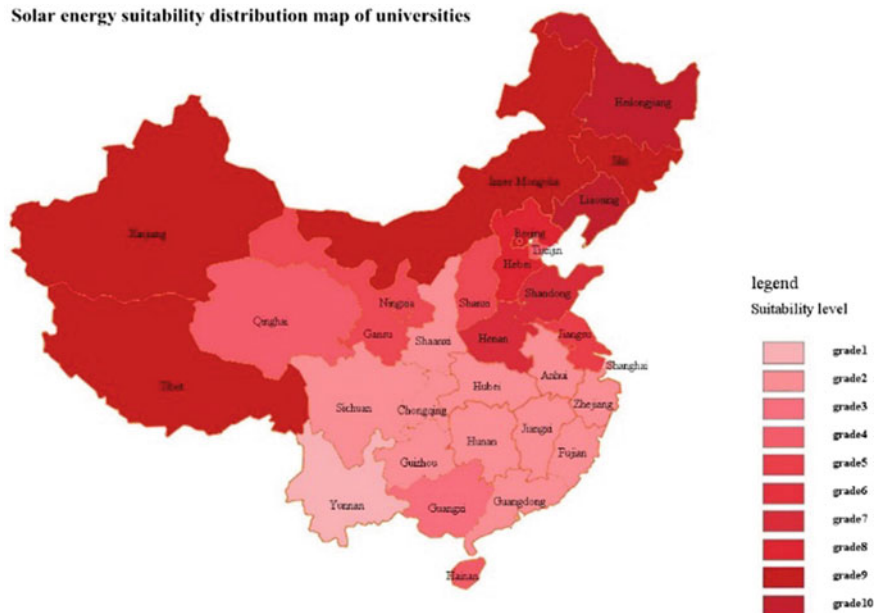 Solar energy suitability distribution map of universities
Heilongjiang
Jilin
Inner Mongolia
Liaoning
Xinjiang
Beijing
Tianjin
Hebei
Shandong
Ningxia
Shanxi
Qinghai
Gansu
Shaanxi
Henan
Jiangsu
Shanghai
Tibet
Anhui
Hubei
Zhejiang
Sichuan
Chongqing
Hunan
Jiangxi
Fujian
Guizhou
Yunnan
Guangxi
Guangdong
Hainan
legend
Suitability level
grade1
grade2
grade3
grade4
grade5
grade6
grade7
grade8
grade9
grade10